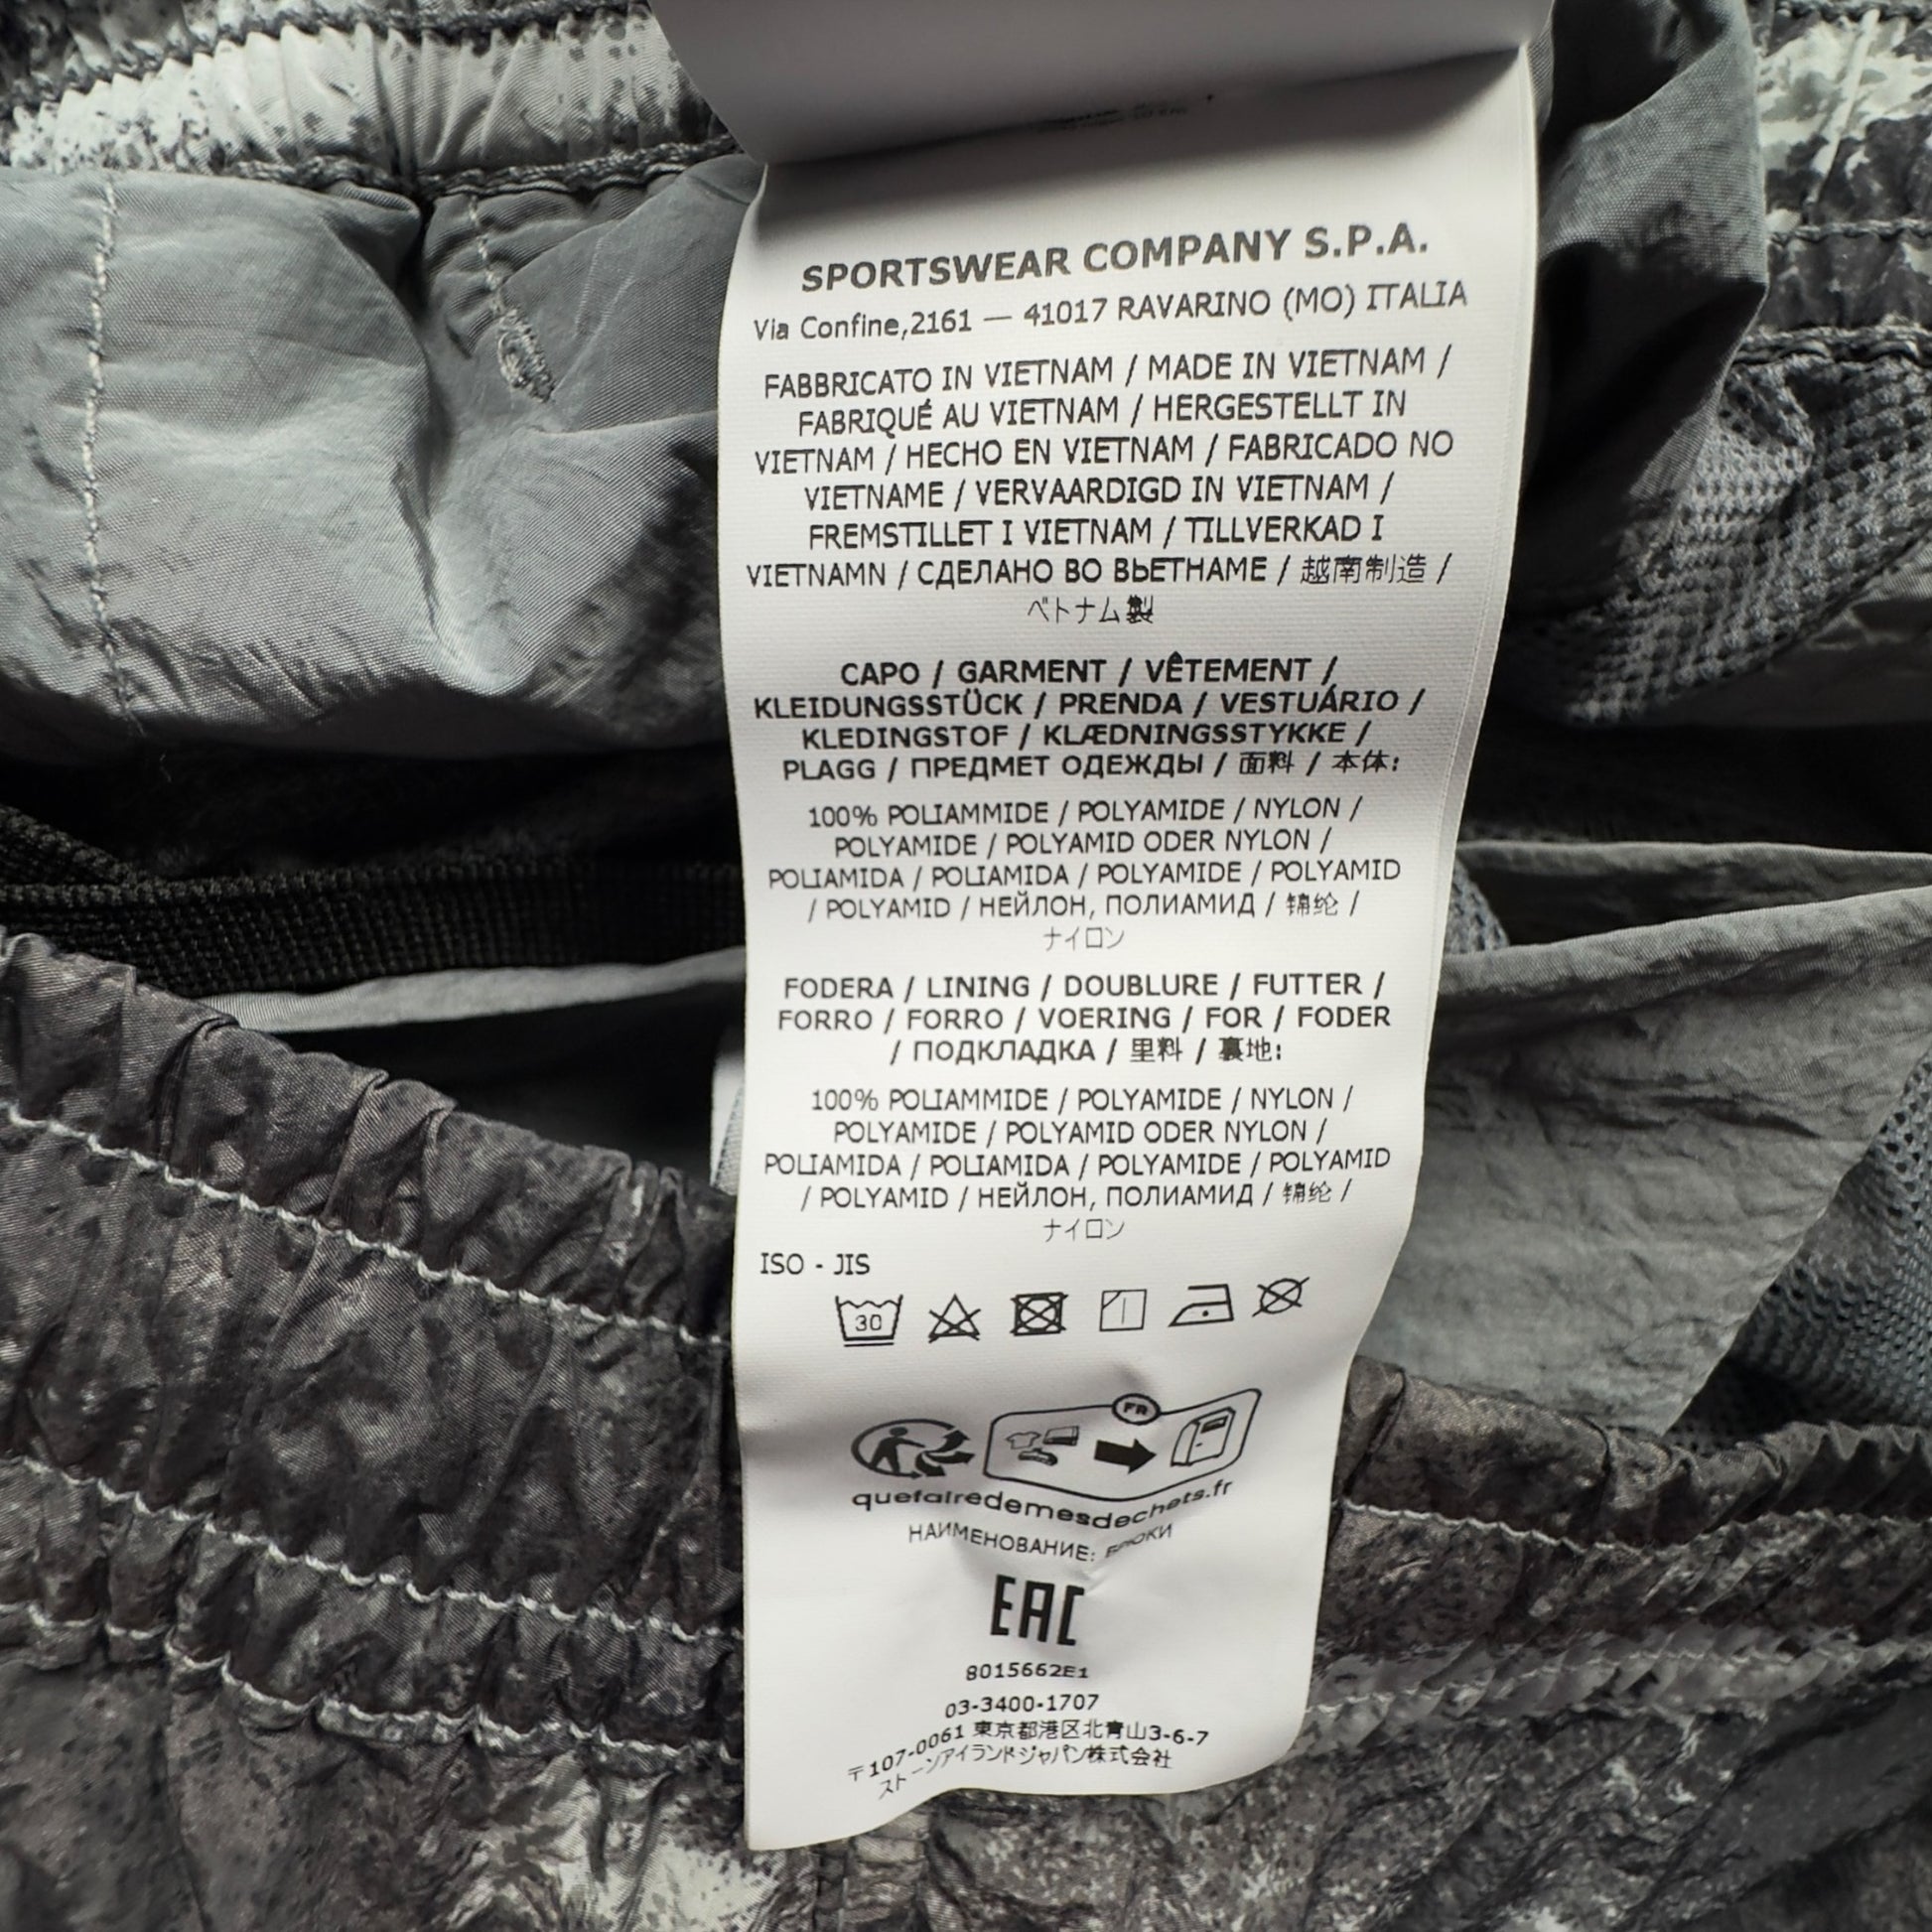 SPORTSWEAR COMPANY S.P.A.
Via Confine,2161 — 41017 RAVARINO (MO) ITALIA
FABBRICATO IN VIETNAM / MADE IN VIETNAM /
FABRIQUÉ AU VIETNAM / HERGESTELLT IN
VIETNAM / HECHO EN VIETNAM / FABRICADO NO
VIETNAME / VERVAARDIGD IN VIETNAM /
FREMSTILLET I VIETNAM / TILLVERKAD I
VIETNAMN / СДЕЛАНО ВО ВЬЕТНАМЕ / 越南制造 /
ベトナム製
CAPO / GARMENT / VÊTEMENT /
KLEIDUNGSSTÜCK / PRENDA / VESTUÁRIO /
KLEDINGSTOF / KLÆDNINGSSTYKKE /
PLAGG / ПРЕДМЕТ ОДЕЖДЫ / 面料 / 本体:
100% POLIAMMIDE / POLYAMIDE / NYLON /
POLYAMIDE / POLYAMID ODER NYLON /
POLIAMIDA / POLIAMIDA / POLYAMIDE / POLYAMID
/ POLYAMID / НЕЙЛОН, ПОЛИАМИД / 锦纶 /
ナイロン
FODERA / LINING / DOUBLURE / FUTTER /
FORRO / FORRO / VOERING / FOR / FODER
/ ПОДКЛАДКА / 里料 / 裏地:
100% POLIAMMIDE / POLYAMIDE / NYLON /
POLYAMIDE / POLYAMID ODER NYLON /
POLIAMIDA / POLIAMIDA / POLYAMIDE / POLYAMID
/ POLYAMID / НЕЙЛОН, ПОЛИАМИД / 锦纶 /
ナイロン
ISO - JIS
30
FR
quefairedemesdechets.fr
НАИМЕНОВАНИЕ: БРЮКИ
EAC
8015662E1
03-3400-1707
〒107-0061 東京都港区北青山3-6-7
ストーンアイランドジャパン株式会社